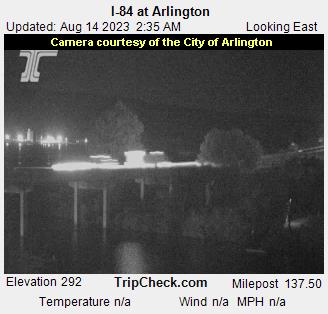 I-84 at Arlington
Updated: Aug 14 2023 2:35 AM Looking East
Camera courtesy of the City of Arlington
Elevation 292 TripCheck.com Milepost 137.50
Temperature n/a Wind n/a MPH n/a